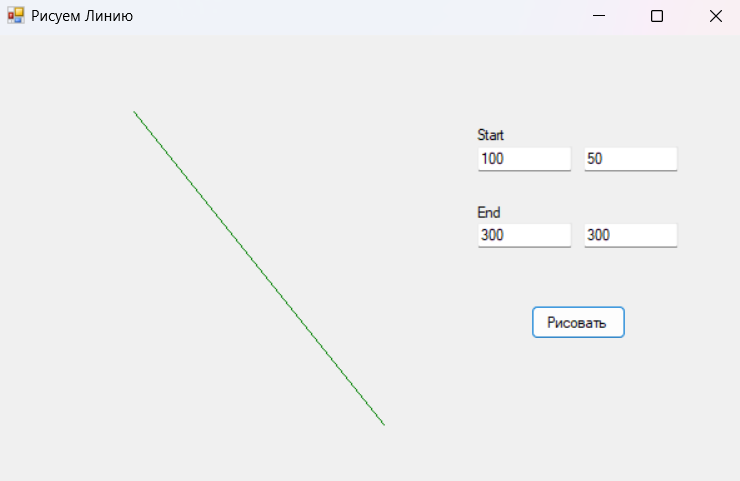 Рисуем Линию
Start
100 50
End
300 300
Рисовать